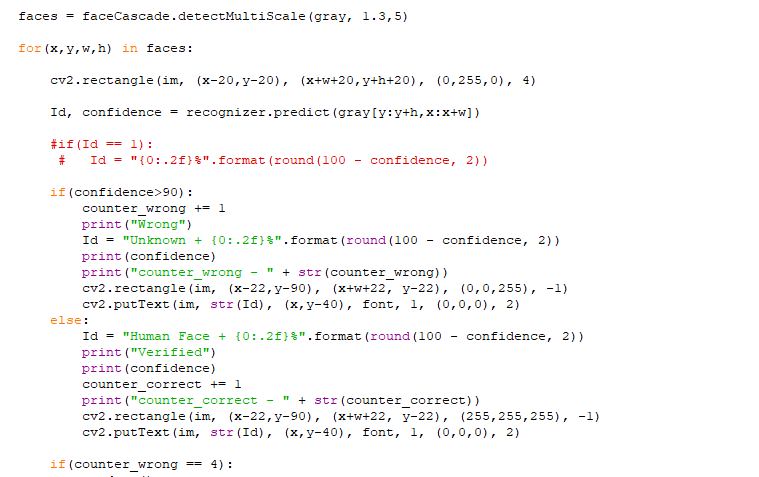 faces = faceCascade.detectMultiScale(gray, 1.3,5)
for(x,y,w,h) in faces:
    cv2.rectangle(im, (x-20,y-20), (x+w+20,y+h+20), (0,255,0), 4)
    Id, confidence = recognizer.predict(gray[y:y+h,x:x+w])
    #if(Id == 1):
     #   Id = "{0:.2f}%".format(round(100 - confidence, 2))
    if(confidence>90):
        counter_wrong += 1
        print("Wrong")
        Id = "Unknown + {0:.2f}%".format(round(100 - confidence, 2))
        print(confidence)
        print("counter_wrong - " + str(counter_wrong))
        cv2.rectangle(im, (x-22,y-90), (x+w+22, y-22), (0,0,255), -1)
        cv2.putText(im, str(Id), (x,y-40), font, 1, (0,0,0), 2)
    else:
        Id = "Human Face + {0:.2f}%".format(round(100 - confidence, 2))
        print("Verified")
        print(confidence)
        counter_correct += 1
        print("counter_correct - " + str(counter_correct))
        cv2.rectangle(im, (x-22,y-90), (x+w+22, y-22), (255,255,255), -1)
        cv2.putText(im, str(Id), (x,y-40), font, 1, (0,0,0), 2)
    if(counter_wrong == 4):